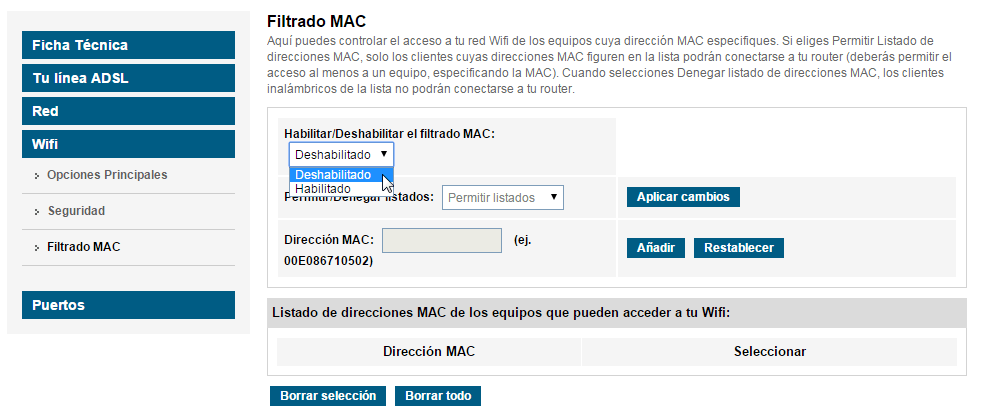 Ficha Técnica
Tu línea ADSL
Red
Wifi
Opciones Principales
Seguridad
Filtrado MAC
Puertos
Filtrado MAC
Aquí puedes controlar el acceso a tu red Wifi de los equipos cuya dirección MAC especifiques. Si eliges Permitir Listado de
direcciones MAC, solo los clientes cuyas direcciones MAC figuren en la lista podrán conectarse a tu router (deberás permitir el
acceso al menos a un equipo, especificando la MAC). Cuando selecciones Denegar listado de direcciones MAC, los clientes
inalámbricos de la lista no podrán conectarse a tu router.
Habilitar/Deshabilitar el filtrado MAC:
Deshabilitado
Deshabilitado
Habilitado
Permitir/Denegar listados: Permitir listados Aplicar cambios
Dirección MAC: (ej.
00E086710502)
Añadir Restablecer
Listado de direcciones MAC de los equipos que pueden acceder a tu Wifi:
Dirección MAC Seleccionar
Borrar selección Borrar todo